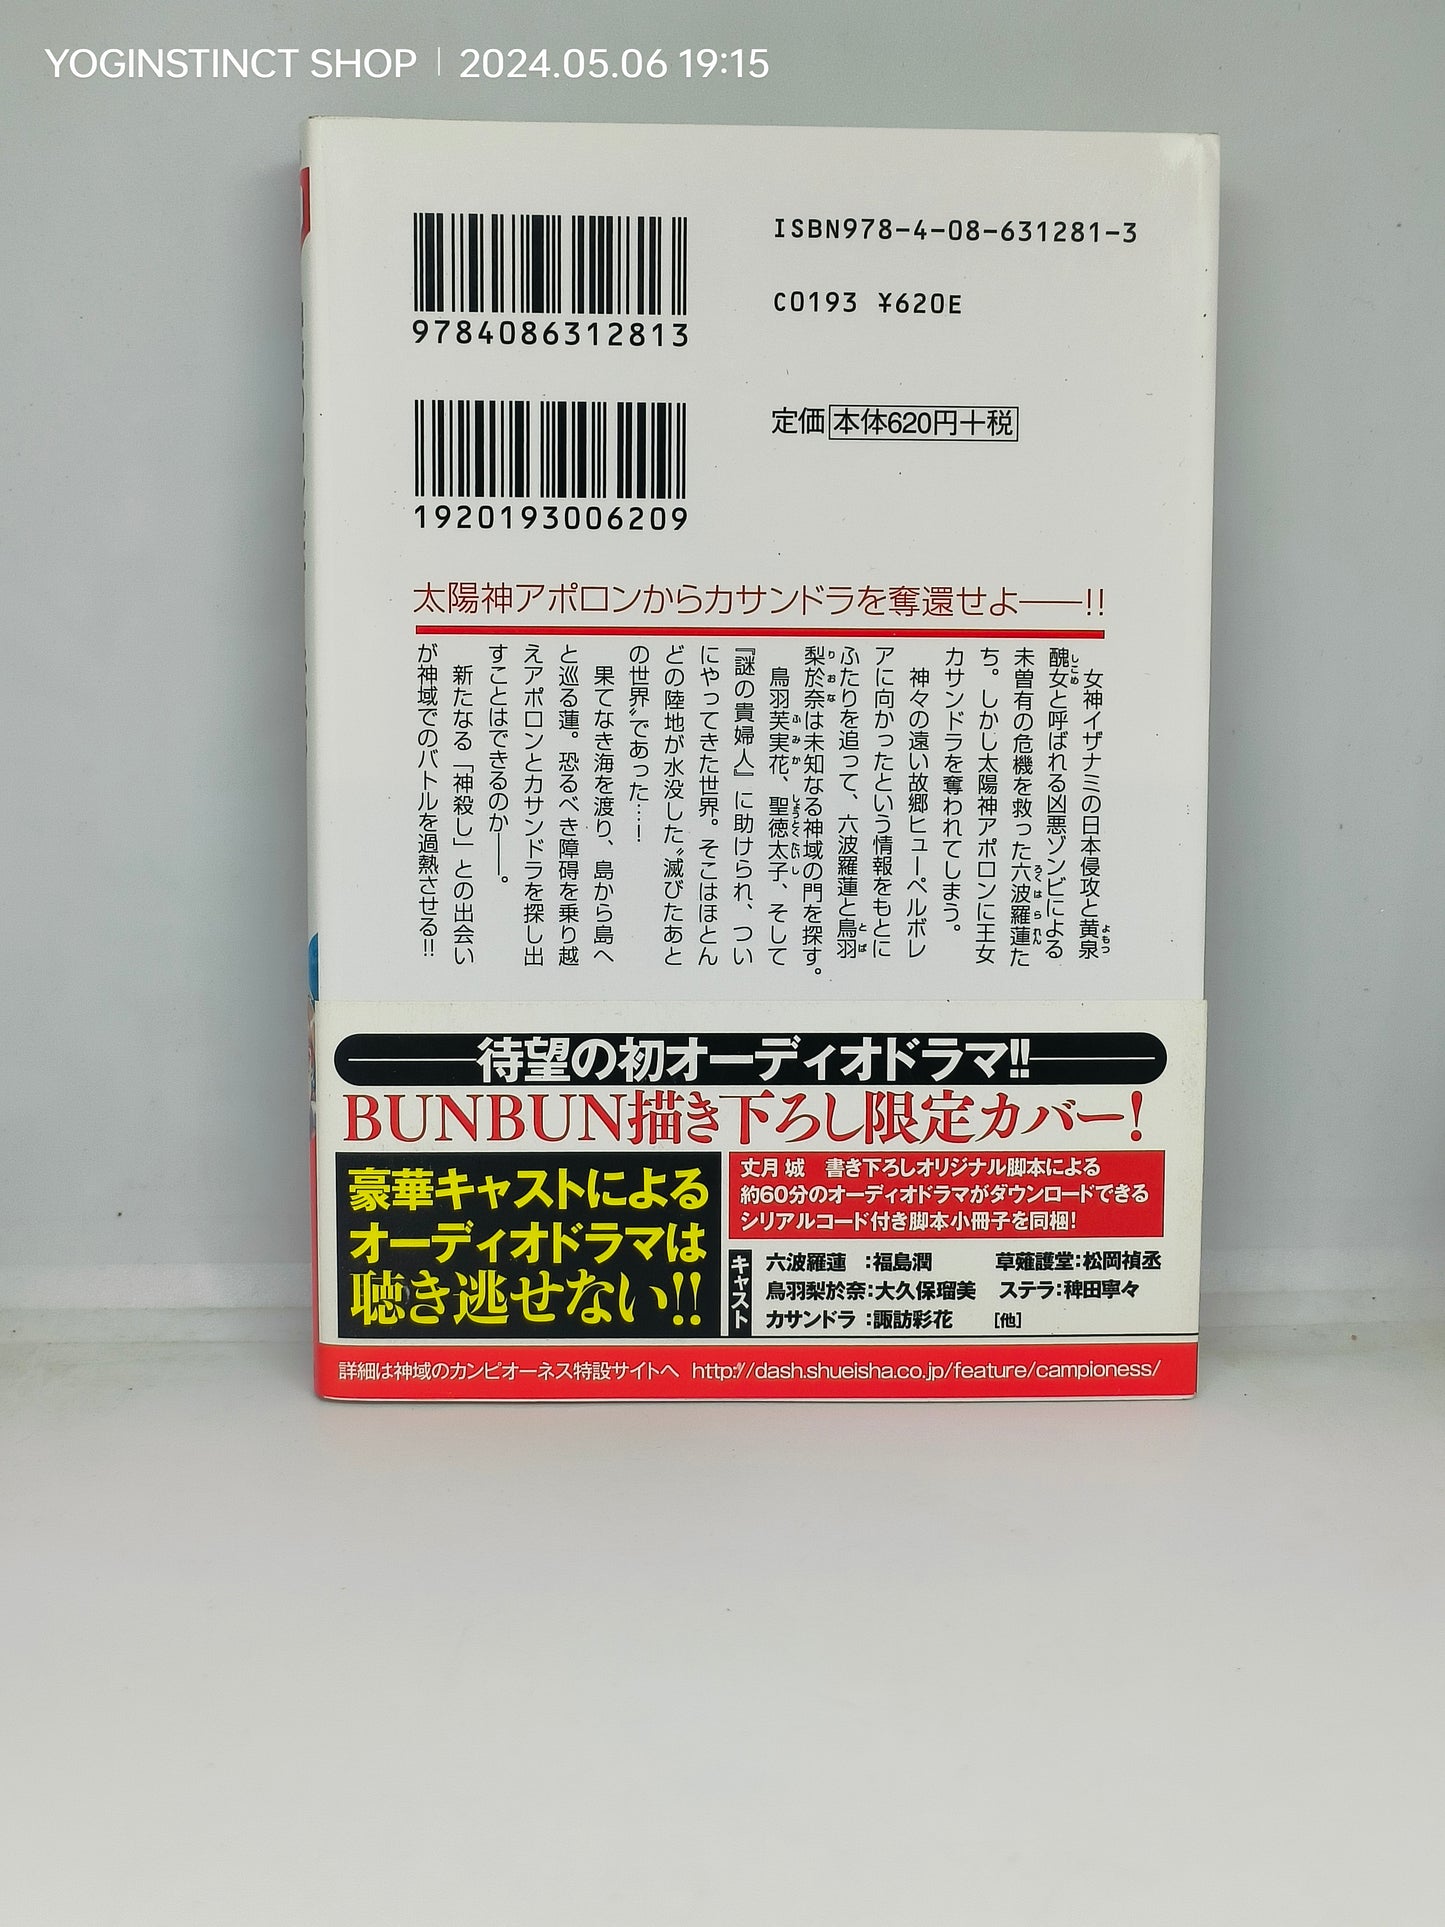 YOGINSTINCT SHOP | 2024.05.06 19:15
ISBN978-4-08-631281-3
C0193 ¥620E
9784086312813
定価 本体620円+税
1920193006209
太陽神アポロンからカサンドラを奪還せよ――!!
女神イザナミの日本侵攻と黄泉
醜女と呼ばれる凶悪ゾンビによる
未曽有の危機を救った六波羅蓮た
ち。しかし太陽神アポロンに王女
カサンドラを奪われてしまう。
神々の遠い故郷ヒューペルボレ
アに向かったという情報をもとに
ふたりを追って、六波羅蓮と鳥羽
梨於奈は未知なる神域の門を探す。
鳥羽芙実花、聖徳太子、そして
『謎の貴婦人』に助けられ、つい
にやってきた世界。そこはほとん
どの陸地が水没した〝滅びたあと
の世界〟であった…!
果てなき海を渡り、島から島へ
と巡る蓮。恐るべき障碍を乗り越
えアポロンとカサンドラを探し出
すことはできるのか――。
新たなる「神殺し」との出会い
が神域でのバトルを過熱させる!!
待望の初オーディオドラマ!!
BUNBUN描き下ろし限定カバー!
豪華キャストによる
オーディオドラマは
聴き逃せない!!
丈月 城 書き下ろしオリジナル脚本による
約60分のオーディオドラマがダウンロードできる
シリアルコード付き脚本小冊子を同梱!
キャスト
六波羅蓮 :福島潤 草薙護堂:松岡禎丞
鳥羽梨於奈:大久保瑠美 ステラ:稗田寧々
カサンドラ :諏訪彩花 [他]
詳細は神域のカンピオーネス特設サイトへ http://dash.shueisha.co.jp/feature/campioness/